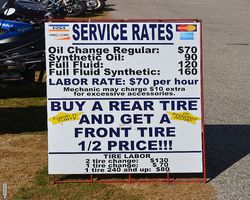 VISA SERVICE RATES
DISCOVER
Oil Change Regular: $70
Synthetic Oil: 90
Full Fluid: 120
Full Fluid Synthetic: 160
LABOR RATE: $70 per hour
Mechanic may charge $10 extra
for excessive accessories.
BUY A REAR TIRE
AND GET A
FRONT TIRE
1/2 PRICE!!!
TIRE LABOR
2 tire change: $130
1 tire change: $ 70
1 tire 240 and up: $80